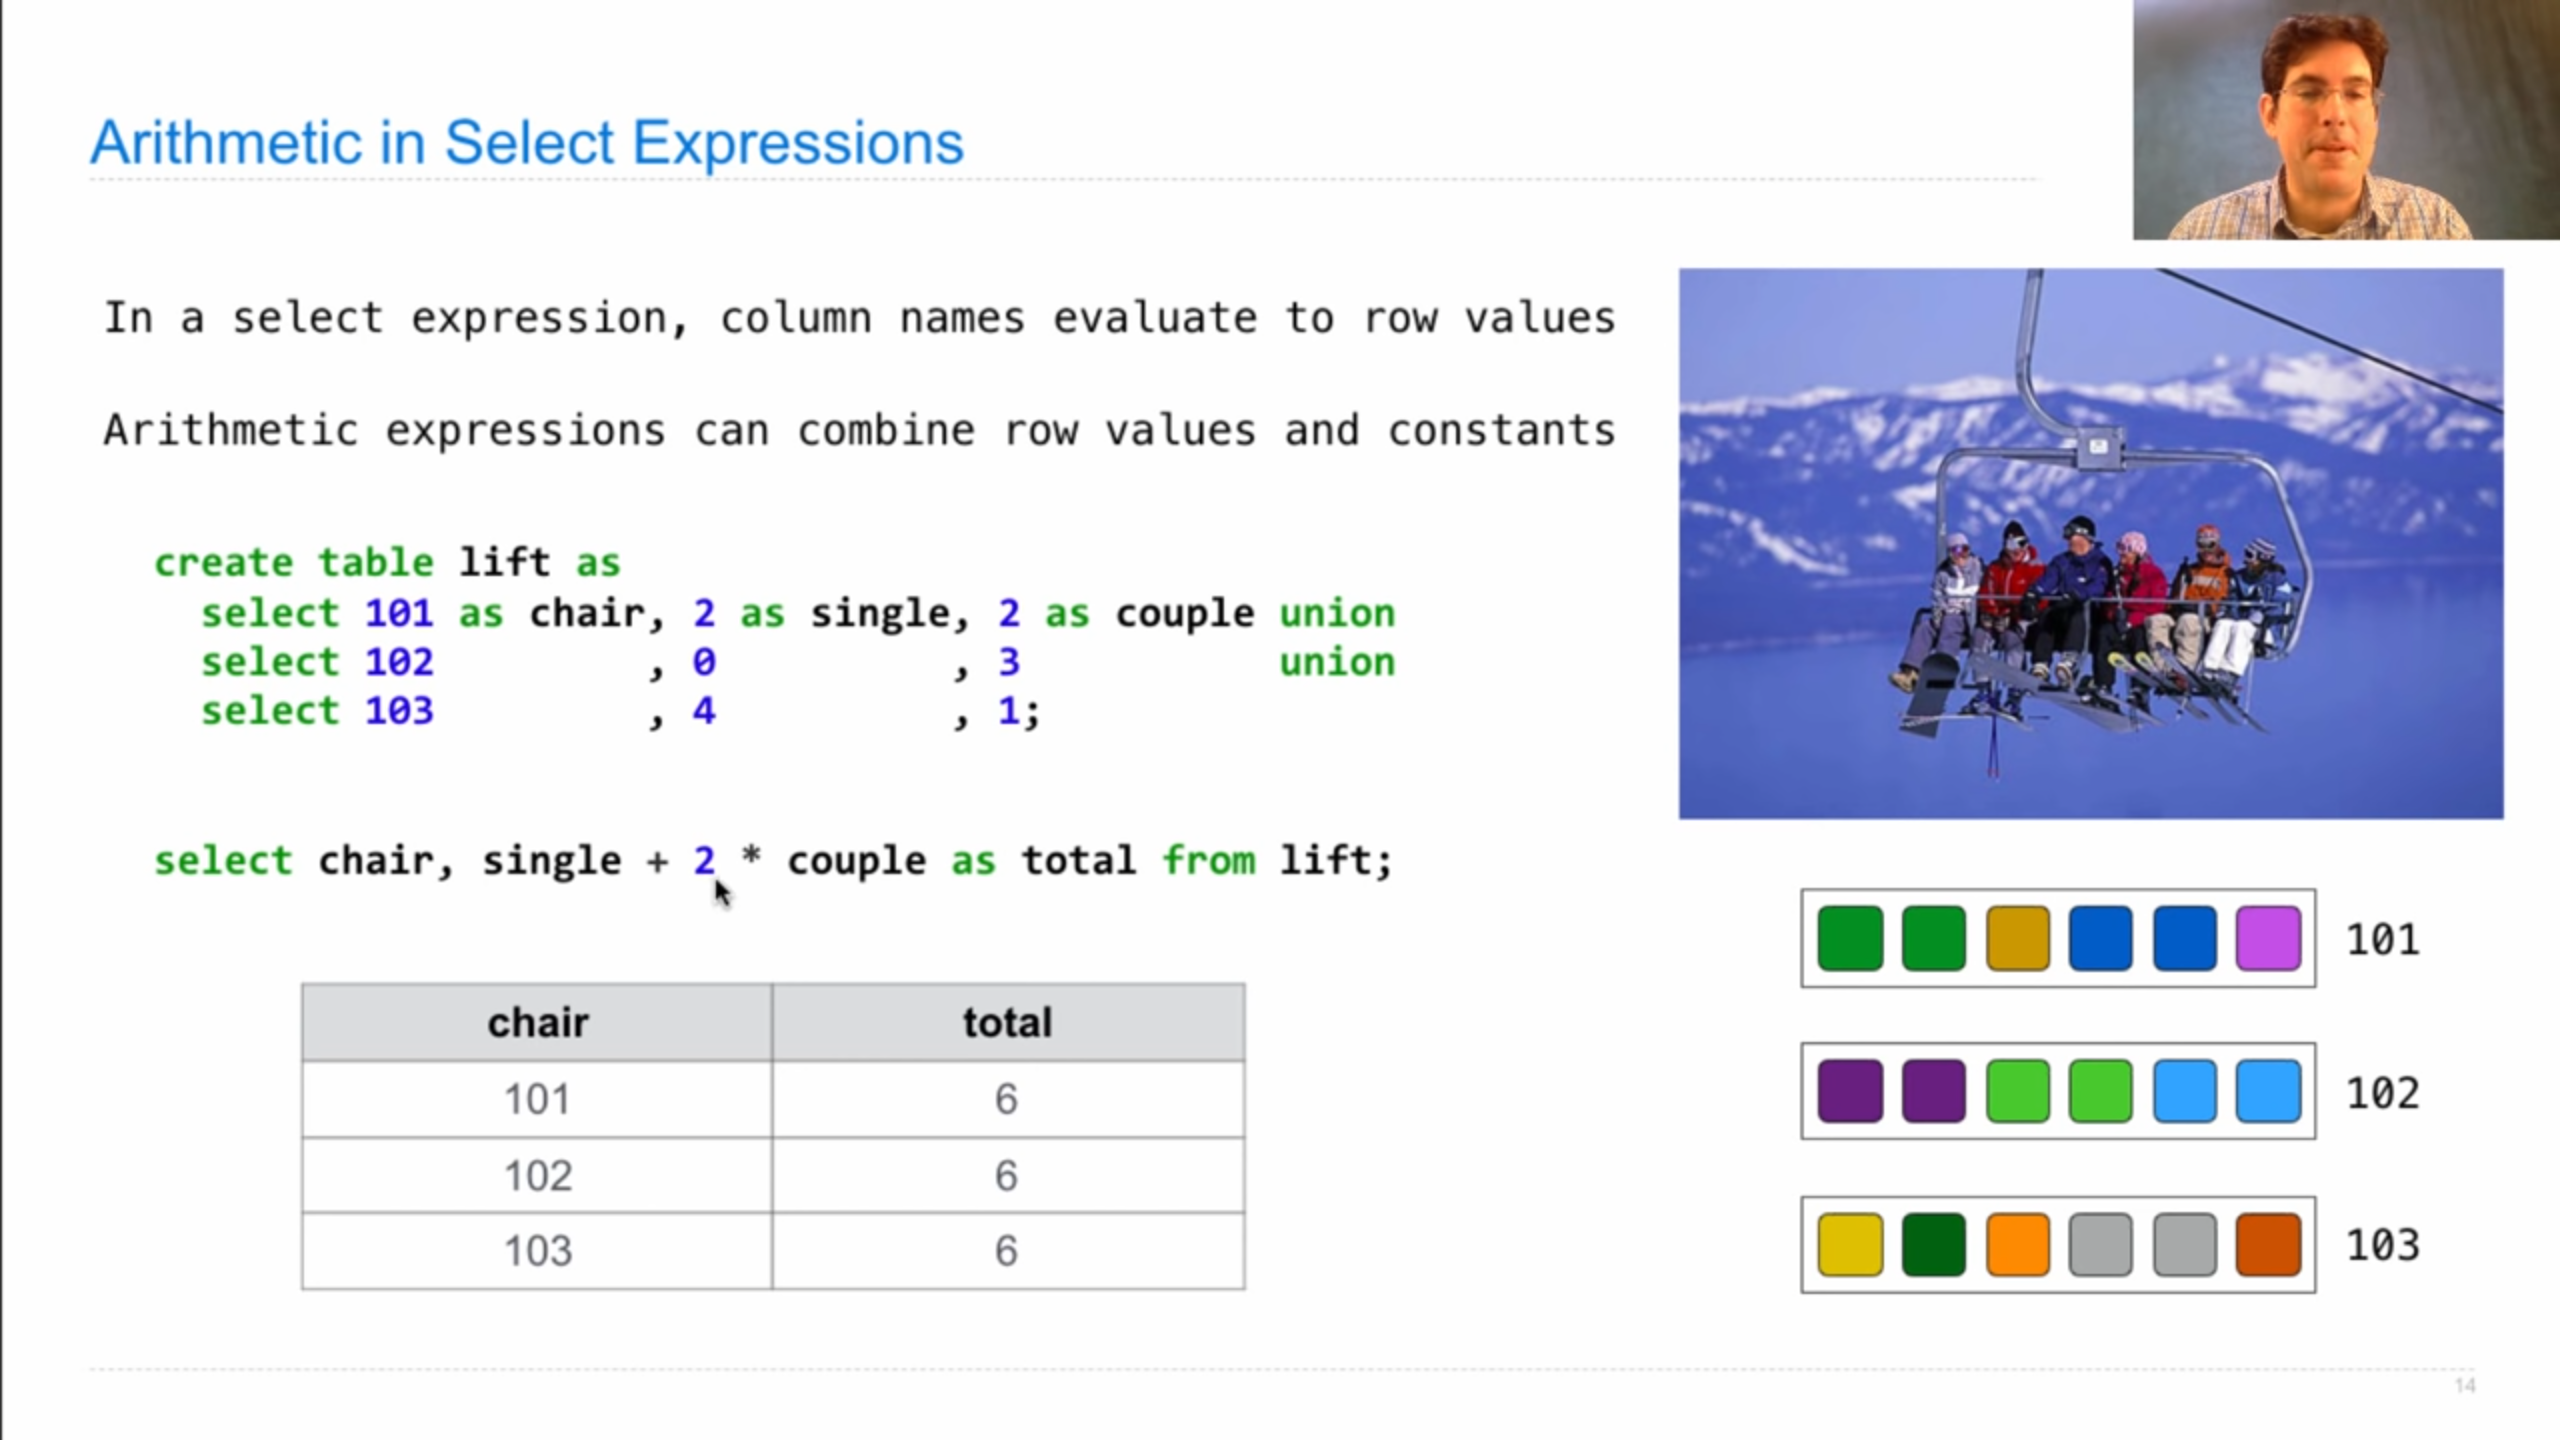 Arithmetic in Select Expressions
In a select expression, column names evaluate to row values
Arithmetic expressions can combine row values and constants
create table lift as
select 101 as chair, 2 as single, 2 as couple union
select 102 , 0 , 3 union
select 103 , 4 , 1;
select chair, single + 2 * couple as total from lift;
chair total
101 6
102 6
103 6
101
102
103
14